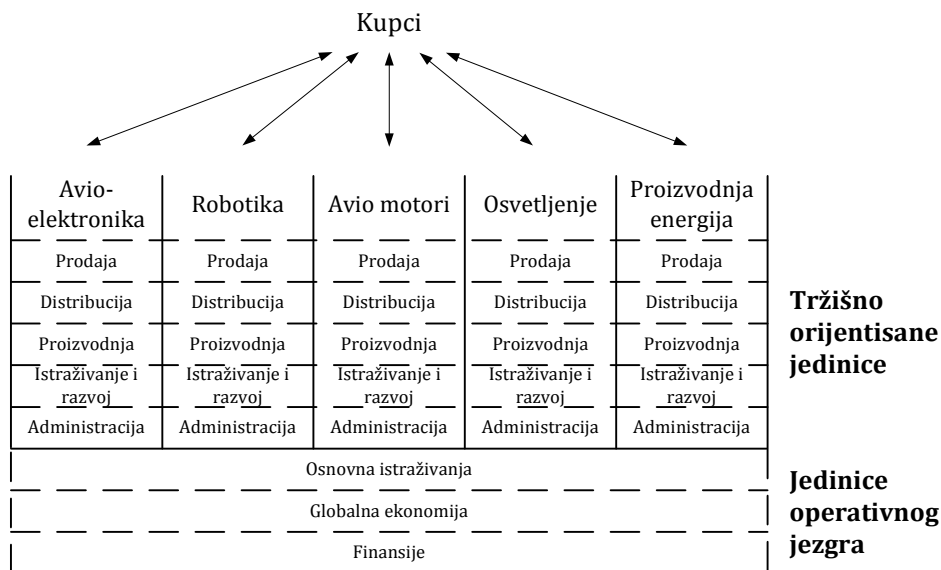 Kupci
Avio-
elektronika
Robotika
Avio motori
Osvetljenje
Proizvodnja
energija
Prodaja
Prodaja
Prodaja
Prodaja
Prodaja
Distribucija
Distribucija
Distribucija
Distribucija
Distribucija
Proizvodnja
Proizvodnja
Proizvodnja
Proizvodnja
Proizvodnja
Istraživanje i
razvoj
Istraživanje i
razvoj
Istraživanje i
razvoj
Istraživanje i
razvoj
Istraživanje i
razvoj
Administracija
Administracija
Administracija
Administracija
Administracija
Tržišno
orijentisane
jedinice
Osnovna istraživanja
Globalna ekonomija
Finansije
Jedinice
operativnog
jezgra